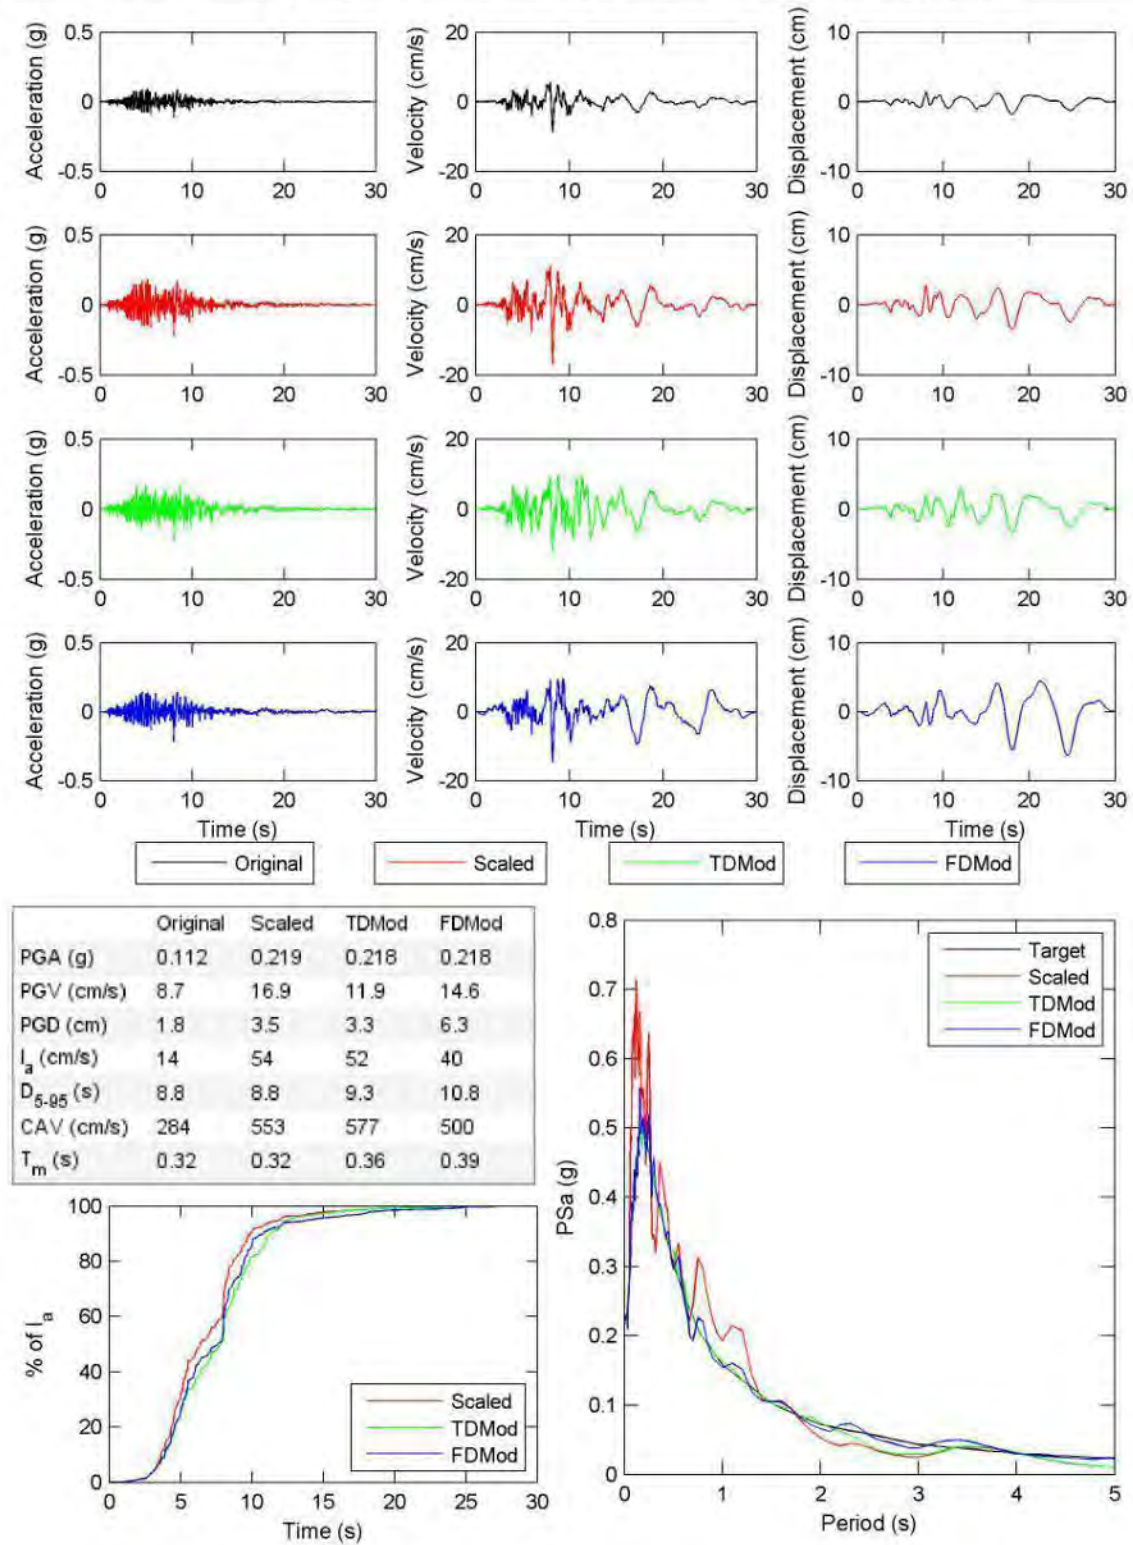 Acceleration (g)
0.5
0
-0.5
0 10 20 30
Velocity (cm/s)
20
0
-20
0 10 20 30
Displacement (cm)
10
0
-10
0 10 20 30
Acceleration (g)
0.5
0
-0.5
0 10 20 30
Velocity (cm/s)
20
0
-20
0 10 20 30
Displacement (cm)
10
0
-10
0 10 20 30
Acceleration (g)
0.5
0
-0.5
0 10 20 30
Velocity (cm/s)
20
0
-20
0 10 20 30
Displacement (cm)
10
0
-10
0 10 20 30
Acceleration (g)
0.5
0
-0.5
0 10 20 30
Time (s)
Velocity (cm/s)
20
0
-20
0 10 20 30
Time (s)
Displacement (cm)
10
0
-10
0 10 20 30
Time (s)
Original
Scaled
TDMod
FDMod
Original Scaled TDMod FDMod
PGA (g) 0.112 0.219 0.218 0.218
PGV (cm/s) 8.7 16.9 11.9 14.6
PGD (cm) 1.8 3.5 3.3 6.3
Ia (cm/s) 14 54 52 40
D5-95 (s) 8.8 8.8 9.3 10.8
CAV (cm/s) 284 553 577 500
Tm (s) 0.32 0.32 0.36 0.39
% of Ia
100
80
60
40
20
0
0 5 10 15 20 25 30
Time (s)
Scaled
TDMod
FDMod
PSa (g)
0.8
0.7
0.6
0.5
0.4
0.3
0.2
0.1
0
0 1 2 3 4 5
Period (s)
Target
Scaled
TDMod
FDMod